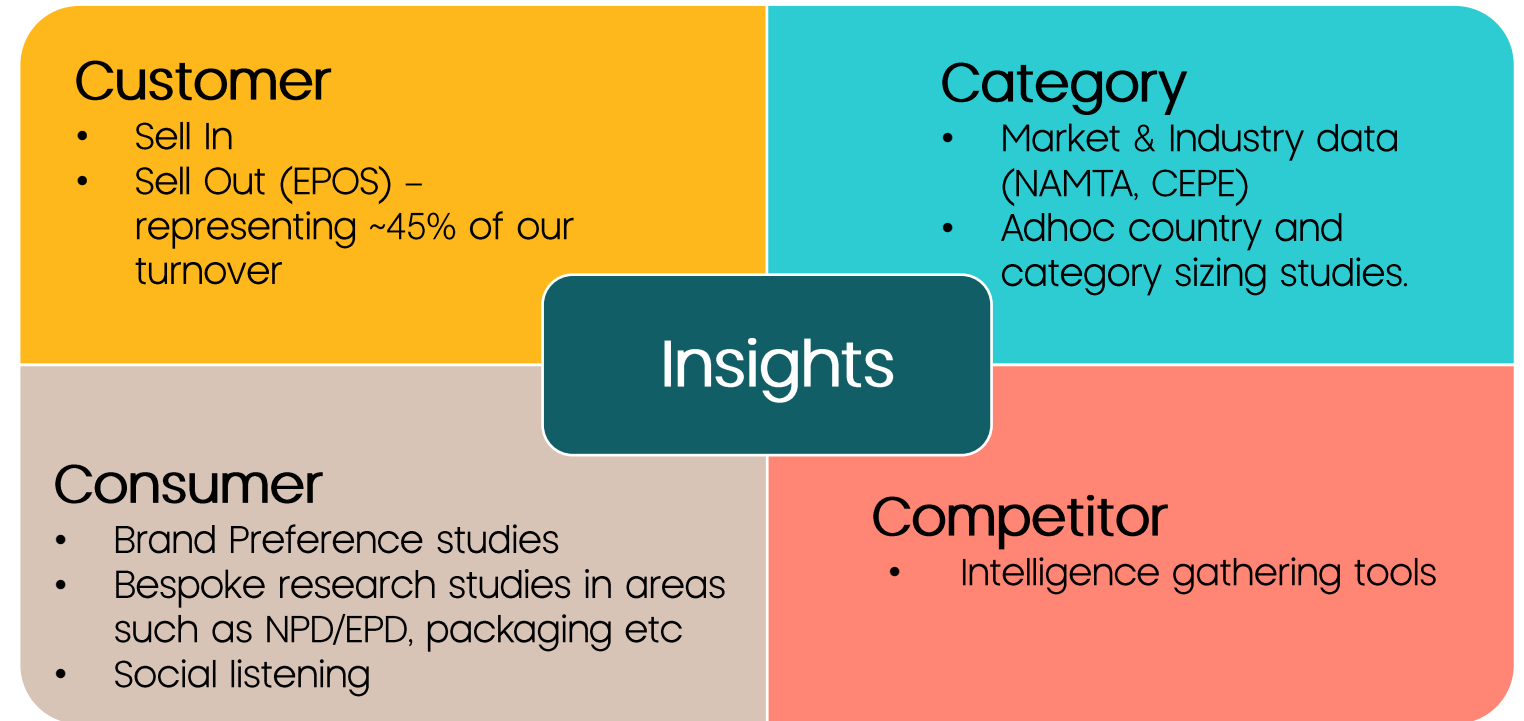 Customer
• Sell In
• Sell Out (EPOS) –
representing ~45% of our
turnover
Category
• Market & Industry data
(NAMTA, CEPE)
• Adhoc country and
category sizing studies.
Insights
Consumer
• Brand Preference studies
• Bespoke research studies in areas
such as NPD/EPD, packaging etc
• Social listening
Competitor
• Intelligence gathering tools